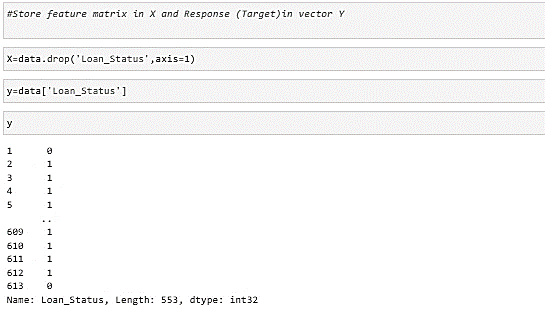 #Store feature matrix in X and Response (Target)in vector Y
X=data.drop('Loan_Status',axis=1)
y=data['Loan_Status']
y
1 0
2 1
3 1
4 1
5 1
..
609 1
610 1
611 1
612 1
613 0
Name: Loan_Status, Length: 553, dtype: int32